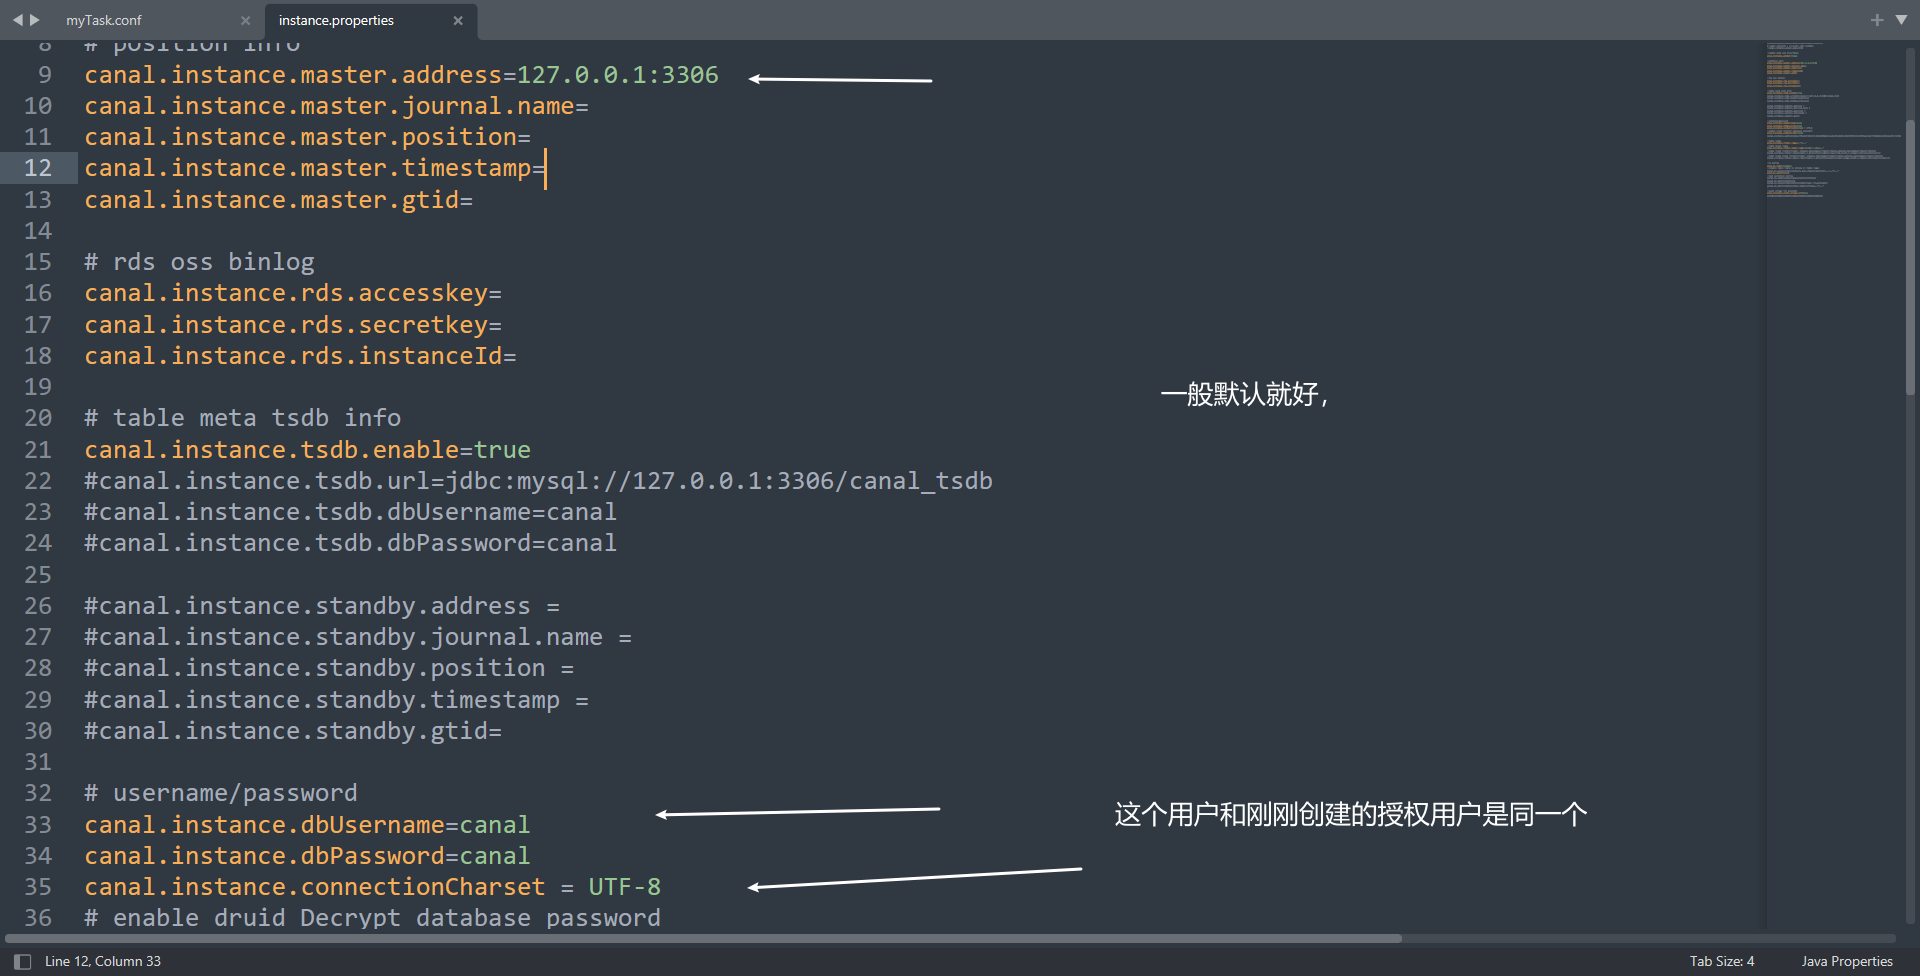 myTask.conf
instance.properties
8 # position info
9 canal.instance.master.address=127.0.0.1:3306
10 canal.instance.master.journal.name=
11 canal.instance.master.position=
12 canal.instance.master.timestamp=
13 canal.instance.master.gtid=
14
15 # rds oss binlog
16 canal.instance.rds.accesskey=
17 canal.instance.rds.secretkey=
18 canal.instance.rds.instanceId=
19
一般默认就好，
20 # table meta tsdb info
21 canal.instance.tsdb.enable=true
22 #canal.instance.tsdb.url=jdbc:mysql://127.0.0.1:3306/canal_tsdb
23 #canal.instance.tsdb.dbUsername=canal
24 #canal.instance.tsdb.dbPassword=canal
25
26 #canal.instance.standby.address =
27 #canal.instance.standby.journal.name =
28 #canal.instance.standby.position =
29 #canal.instance.standby.timestamp =
30 #canal.instance.standby.gtid=
31
32 # username/password
33 canal.instance.dbUsername=canal
这个用户和刚刚创建的授权用户是同一个
34 canal.instance.dbPassword=canal
35 canal.instance.connectionCharset = UTF-8
36 # enable druid Decrypt database password
Line 12, Column 33
Tab Size: 4
Java Properties